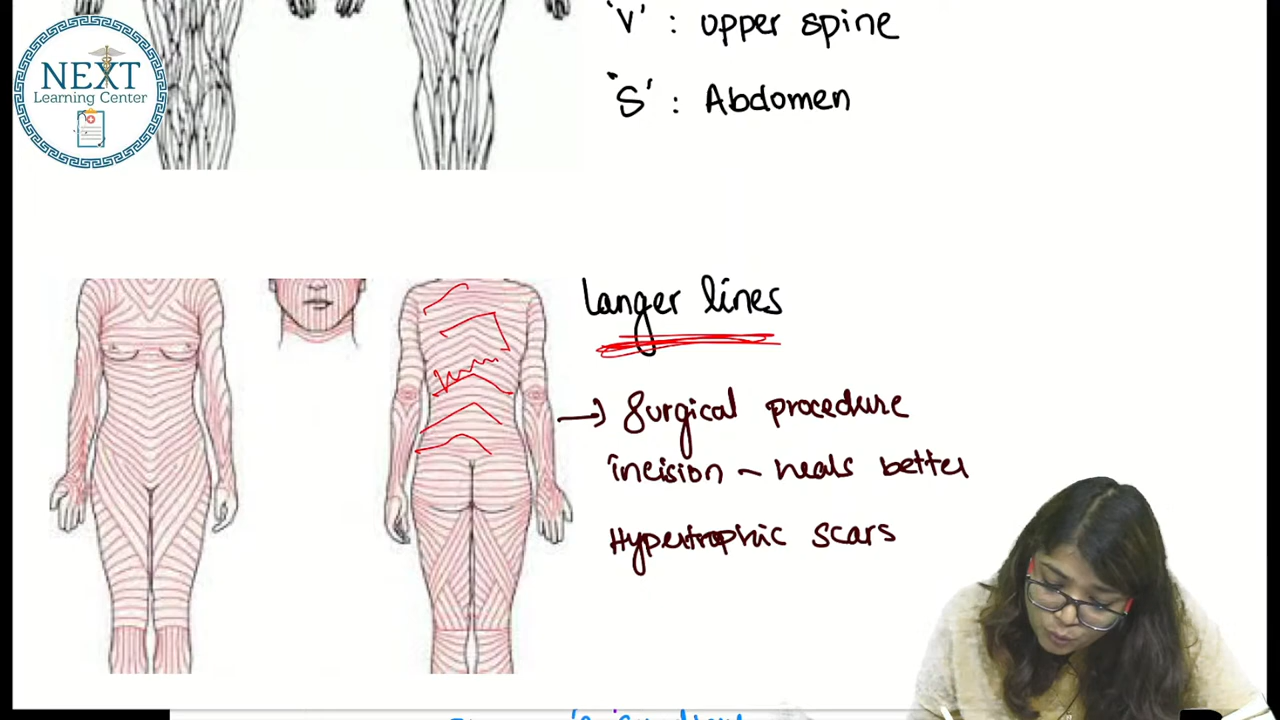 NEXT
Learning Center
'V' : upper spine
'S' : Abdomen
Langer lines
→ Surgical procedure
incision – heals better
Hypertrophic scars